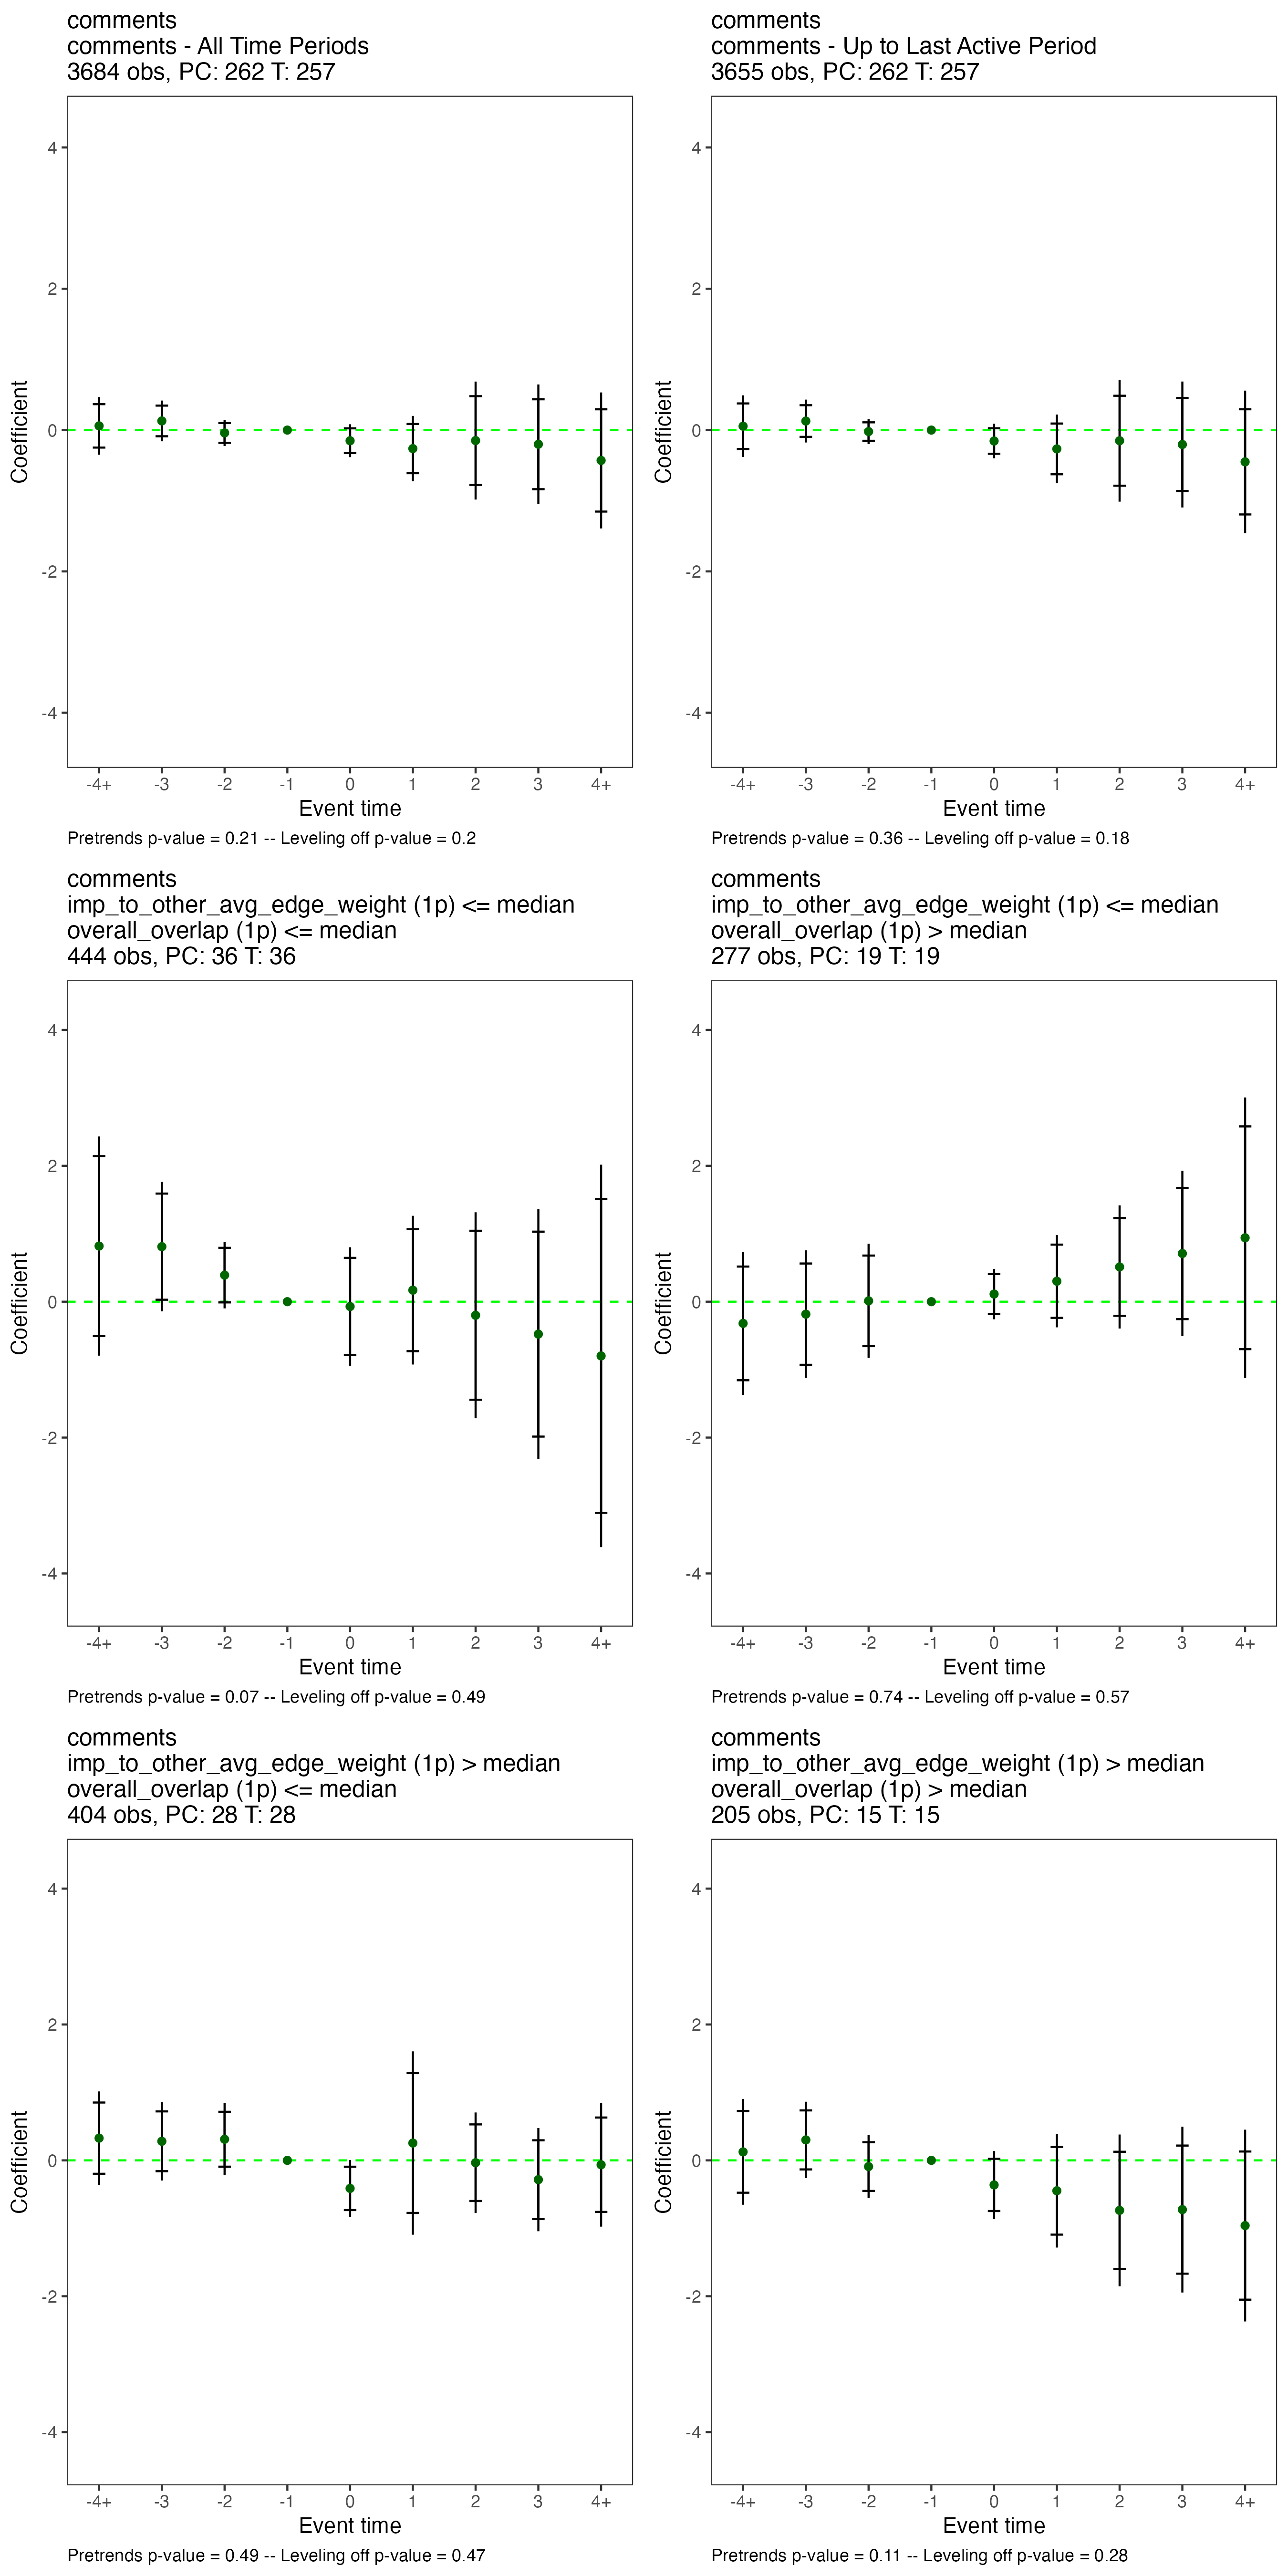 comments
comments - All Time Periods
3684 obs, PC: 262 T: 257
4
2
0
-2
-4
Coefficient
-4+ -3 -2 -1 0 1 2 3 4+
Event time
Pretrends p-value = 0.21 -- Leveling off p-value = 0.2
comments
comments - Up to Last Active Period
3655 obs, PC: 262 T: 257
4
2
0
-2
-4
Coefficient
-4+ -3 -2 -1 0 1 2 3 4+
Event time
Pretrends p-value = 0.36 -- Leveling off p-value = 0.18
comments
imp_to_other_avg_edge_weight (1p) <= median
overall_overlap (1p) <= median
444 obs, PC: 36 T: 36
4
2
0
-2
-4
Coefficient
-4+ -3 -2 -1 0 1 2 3 4+
Event time
Pretrends p-value = 0.07 -- Leveling off p-value = 0.49
comments
imp_to_other_avg_edge_weight (1p) <= median
overall_overlap (1p) > median
277 obs, PC: 19 T: 19
4
2
0
-2
-4
Coefficient
-4+ -3 -2 -1 0 1 2 3 4+
Event time
Pretrends p-value = 0.74 -- Leveling off p-value = 0.57
comments
imp_to_other_avg_edge_weight (1p) > median
overall_overlap (1p) <= median
404 obs, PC: 28 T: 28
4
2
0
-2
-4
Coefficient
-4+ -3 -2 -1 0 1 2 3 4+
Event time
Pretrends p-value = 0.49 -- Leveling off p-value = 0.47
comments
imp_to_other_avg_edge_weight (1p) > median
overall_overlap (1p) > median
205 obs, PC: 15 T: 15
4
2
0
-2
-4
Coefficient
-4+ -3 -2 -1 0 1 2 3 4+
Event time
Pretrends p-value = 0.11 -- Leveling off p-value = 0.28